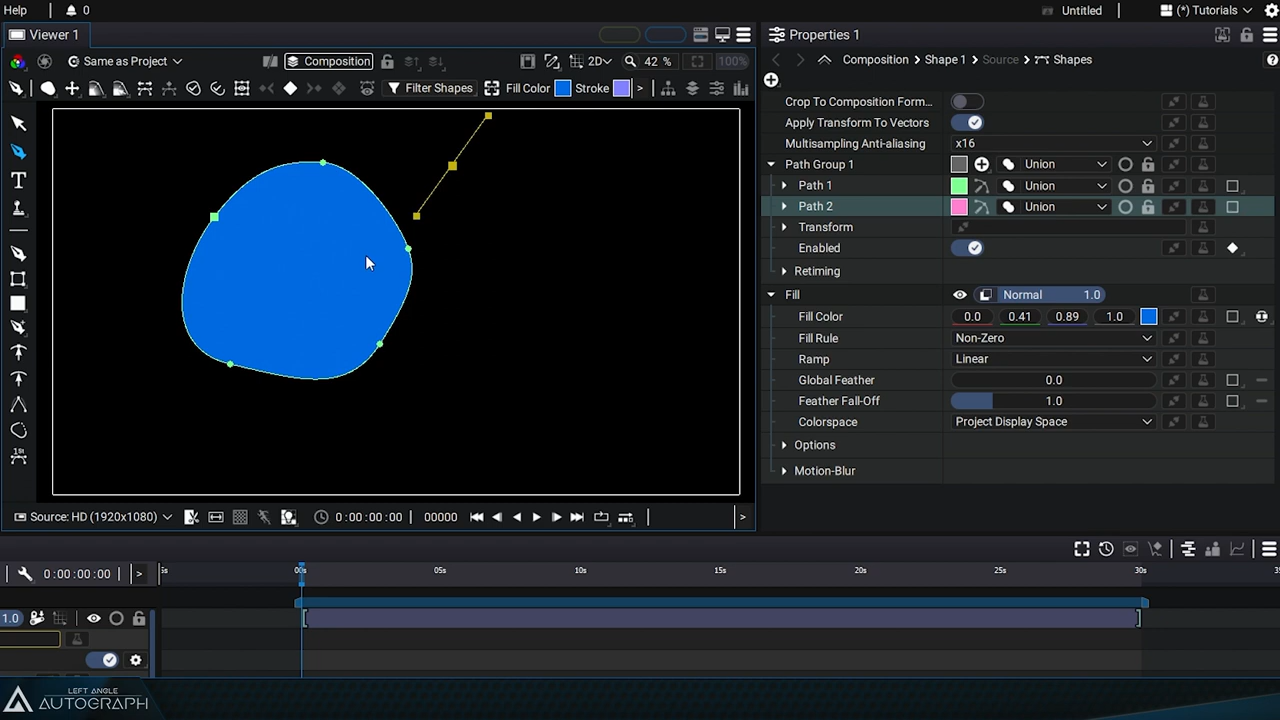 Help 0 Untitled (*) Tutorials
Viewer 1
Properties 1
Same as Project Composition 2D 42 % 100%
Composition Shape 1 Source Shapes
Filter Shapes Fill Color Stroke >
Crop To Composition Form...
Apply Transform To Vectors
Multisampling Anti-aliasing x16
Path Group 1 Union
Path 1 Union
Path 2 Union
Transform
Enabled
Retiming
Fill Normal 1.0
Fill Color 0.0 0.41 0.89 1.0
Fill Rule Non-Zero
Ramp Linear
Global Feather 0.0
Feather Fall-Off 1.0
Colorspace Project Display Space
Options
Motion-Blur
T
1st
Source: HD (1920x1080) 0:00:00:00 00000 >
0:00:00:00 > 5s 00s 05s 10s 15s 20s 25s 30s 35
1.0
LEFT ANGLE
AUTOGRAPH